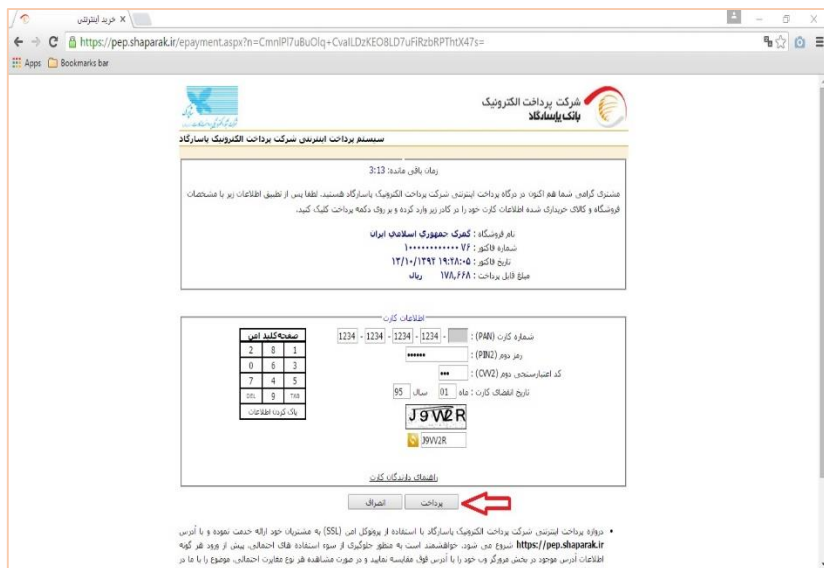 خرید اینترنتی
https://pep.shaparak.ir/epayment.aspx?n=CmnlPl7uBuOlq+CvalLDzKEO8LD7uFiRzbRPThtX47s=
Apps Bookmarks bar
شرکت پرداخت الکترونیک
بانک پاسارگاد
سیستم پرداخت اینترنتی شرکت پرداخت الکترونیک پاسارگاد
زمان باقی مانده: 3:13
مشتری گرامی شما هم اکنون در درگاه پرداخت اینترنتی شرکت پرداخت الکترونیک پاسارگاد هستید. لطفا پس از تطبیق اطلاعات زیر با مشخصات
فروشگاه و کالای خریداری شده اطلاعات کارت خود را در کادر زیر وارد کرده و بر روی دکمه پرداخت کلیک کنید.
نام فروشگاه : گمرک جمهوری اسلامی ایران
شماره فاکتور :
تاریخ فاکتور : ۱۹:۲۸:۰۵
مبلغ قابل پرداخت : ۱۷۸,۶۶۸ ریال
اطلاعات کارت
شماره کارت (PAN) : 1234 - 1234 - 1234 - 1234 -
رمز دوم (PIN2) : ••••••
کد اعتبارسنجی دوم (CVV2) : •••
تاریخ انقضای کارت : ماه 01 سال 95
J9W2R
J9VV2R
صفحه‌کلید امن
2 8 1
0 6 3
7 4 5
DEL 9 TAB
پاک کردن اطلاعات
راهنمای دارندگان کارت
پرداخت انصراف
• دروازه پرداخت اینترنتی شرکت پرداخت الکترونیک پاسارگاد با استفاده از پروتوکل امن (SSL) به مشتریان خود ارائه خدمت نموده و با آدرس
https://pep.shaparak.ir شروع می شود. خواهشمند است به منظور جلوگیری از سوء استفاده های احتمالی، پیش از ورود هر گونه
اطلاعات آدرس موجود در بخش مرورگر وب خود را با آدرس فوق مقایسه نمایید و در صورت مشاهده هر نوع مغایرت احتمالی، موضوع را با ما در